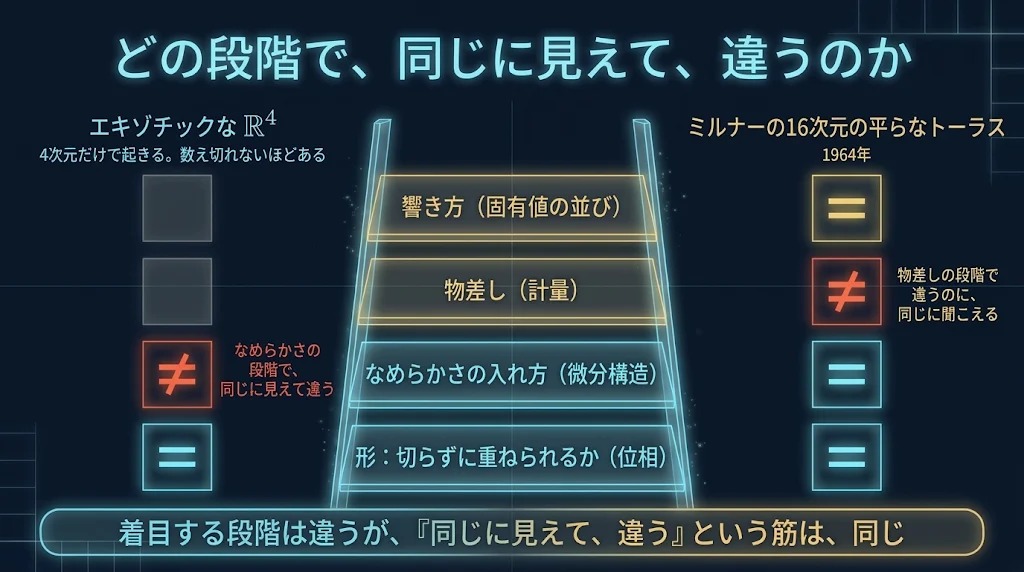 どの段階で、同じに見えて、違うのか
エキゾチックな ℝ⁴
4次元だけで起きる。数え切れないほどある
ミルナーの16次元の平らなトーラス
1964年
響き方（固有値の並び）
=
物差し（計量）
≠
物差しの段階で
違うのに、
同じに聞こえる
≠
なめらかさの
段階で、
同じに見えて違う
なめらかさの入れ方（微分構造）
=
=
形：切らずに重ねられるか（位相）
=
着目する段階は違うが、『同じに見えて、違う』という筋は、同じ